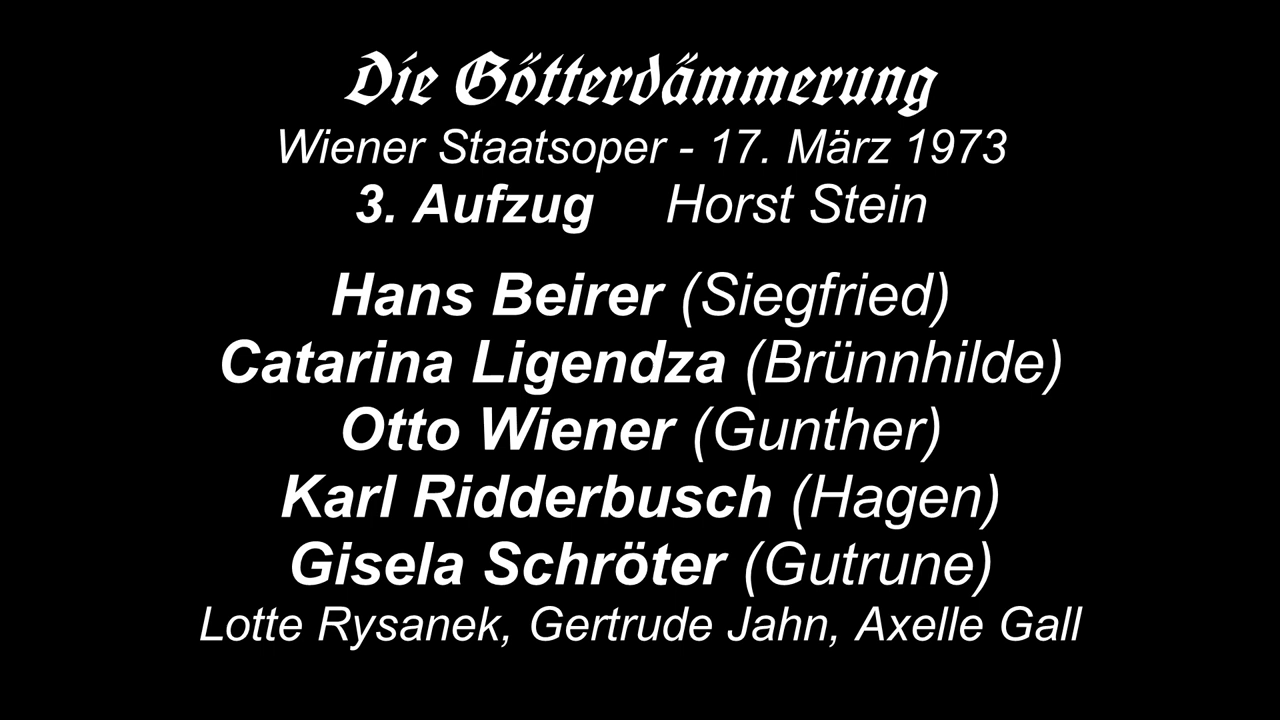 Die Götterdämmerung
Wiener Staatsoper - 17. März 1973
3. Aufzug Horst Stein
Hans Beirer (Siegfried)
Catarina Ligendza (Brünnhilde)
Otto Wiener (Gunther)
Karl Ridderbusch (Hagen)
Gisela Schröter (Gutrune)
Lotte Rysanek, Gertrude Jahn, Axelle Gall